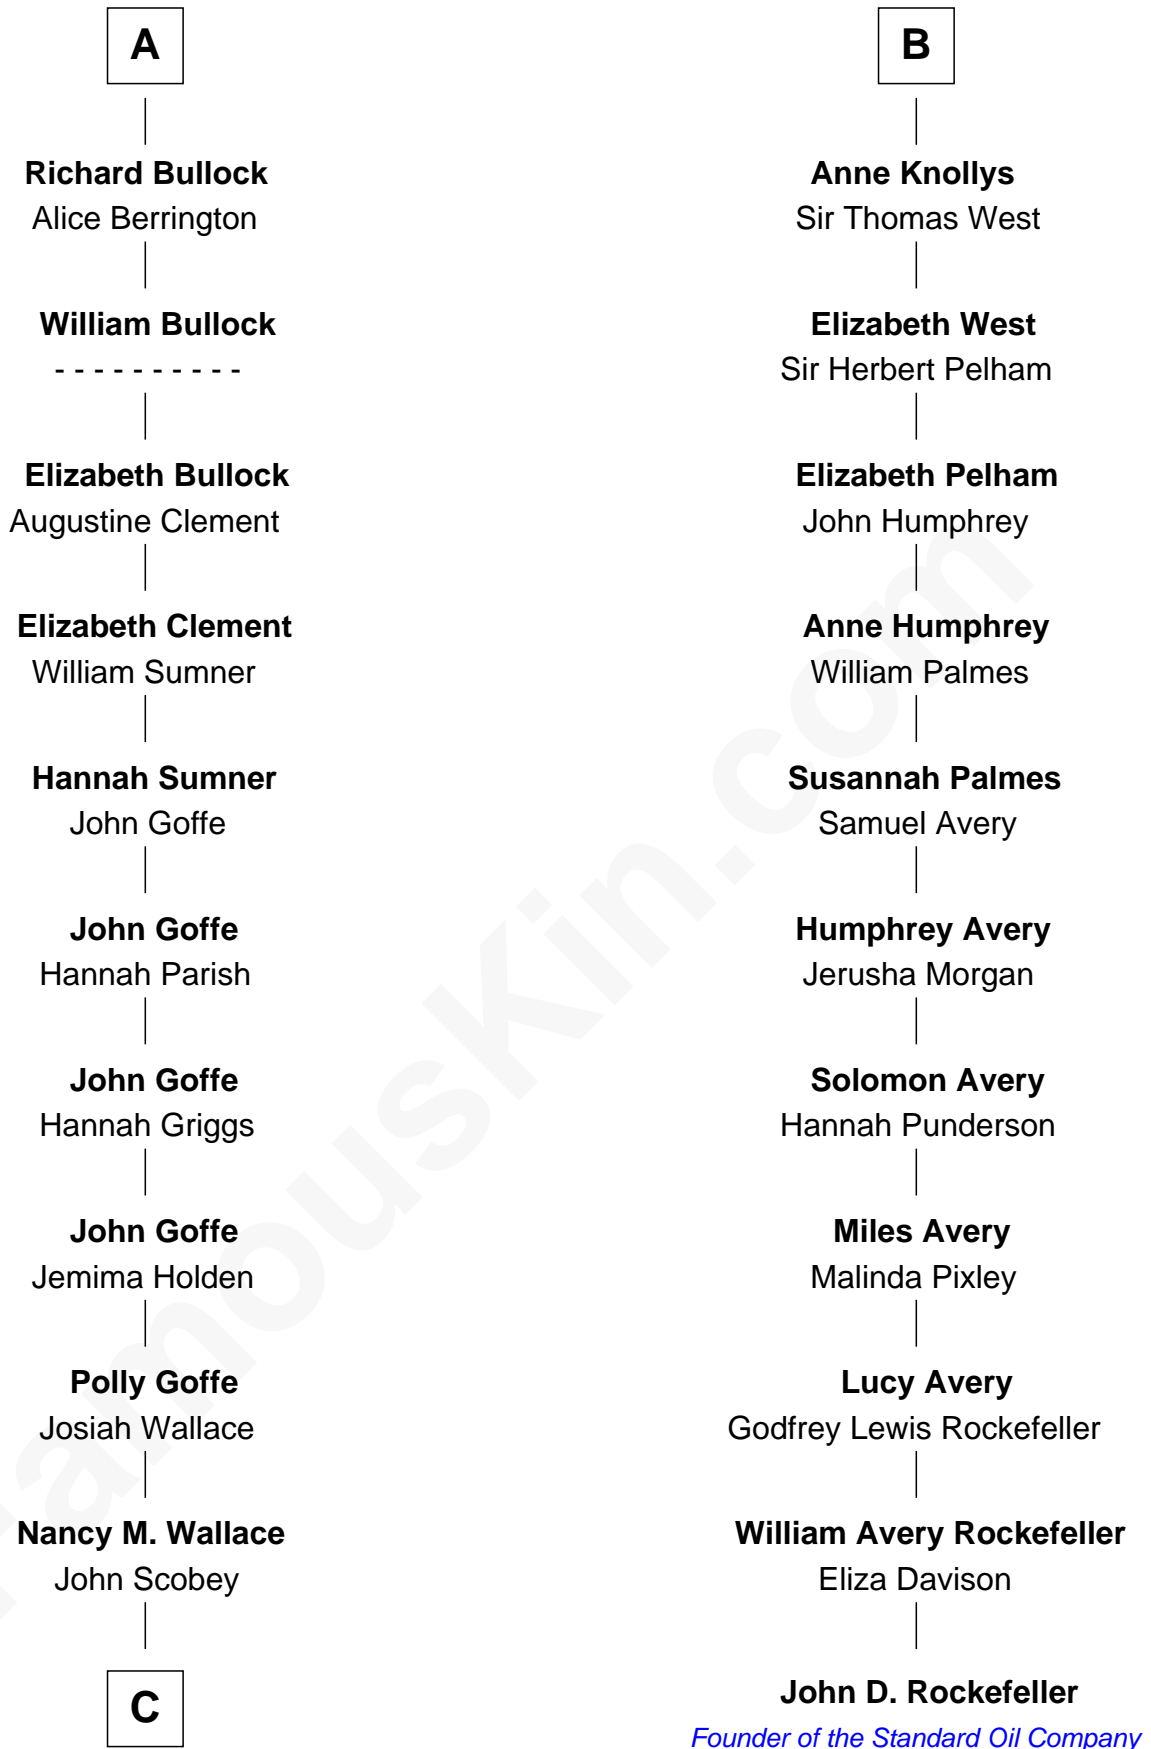 A
Richard Bullock
Alice Berrington
William Bullock
- - - - - - - - - -
Elizabeth Bullock
Augustine Clement
Elizabeth Clement
William Sumner
Hannah Sumner
John Goffe
John Goffe
Hannah Parish
John Goffe
Hannah Griggs
John Goffe
Jemima Holden
Polly Goffe
Josiah Wallace
Nancy M. Wallace
John Scobey
C
B
Anne Knollys
Sir Thomas West
Elizabeth West
Sir Herbert Pelham
Elizabeth Pelham
John Humphrey
Anne Humphrey
William Palmes
Susannah Palmes
Samuel Avery
Humphrey Avery
Jerusha Morgan
Solomon Avery
Hannah Punderson
Miles Avery
Malinda Pixley
Lucy Avery
Godfrey Lewis Rockefeller
William Avery Rockefeller
Eliza Davison
John D. Rockefeller
Founder of the Standard Oil Company
FamousKin.com